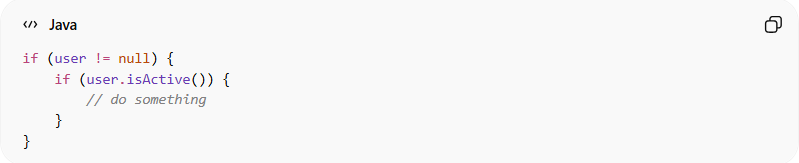 </> Java
if (user != null) {
    if (user.isActive()) {
        // do something
    }
}